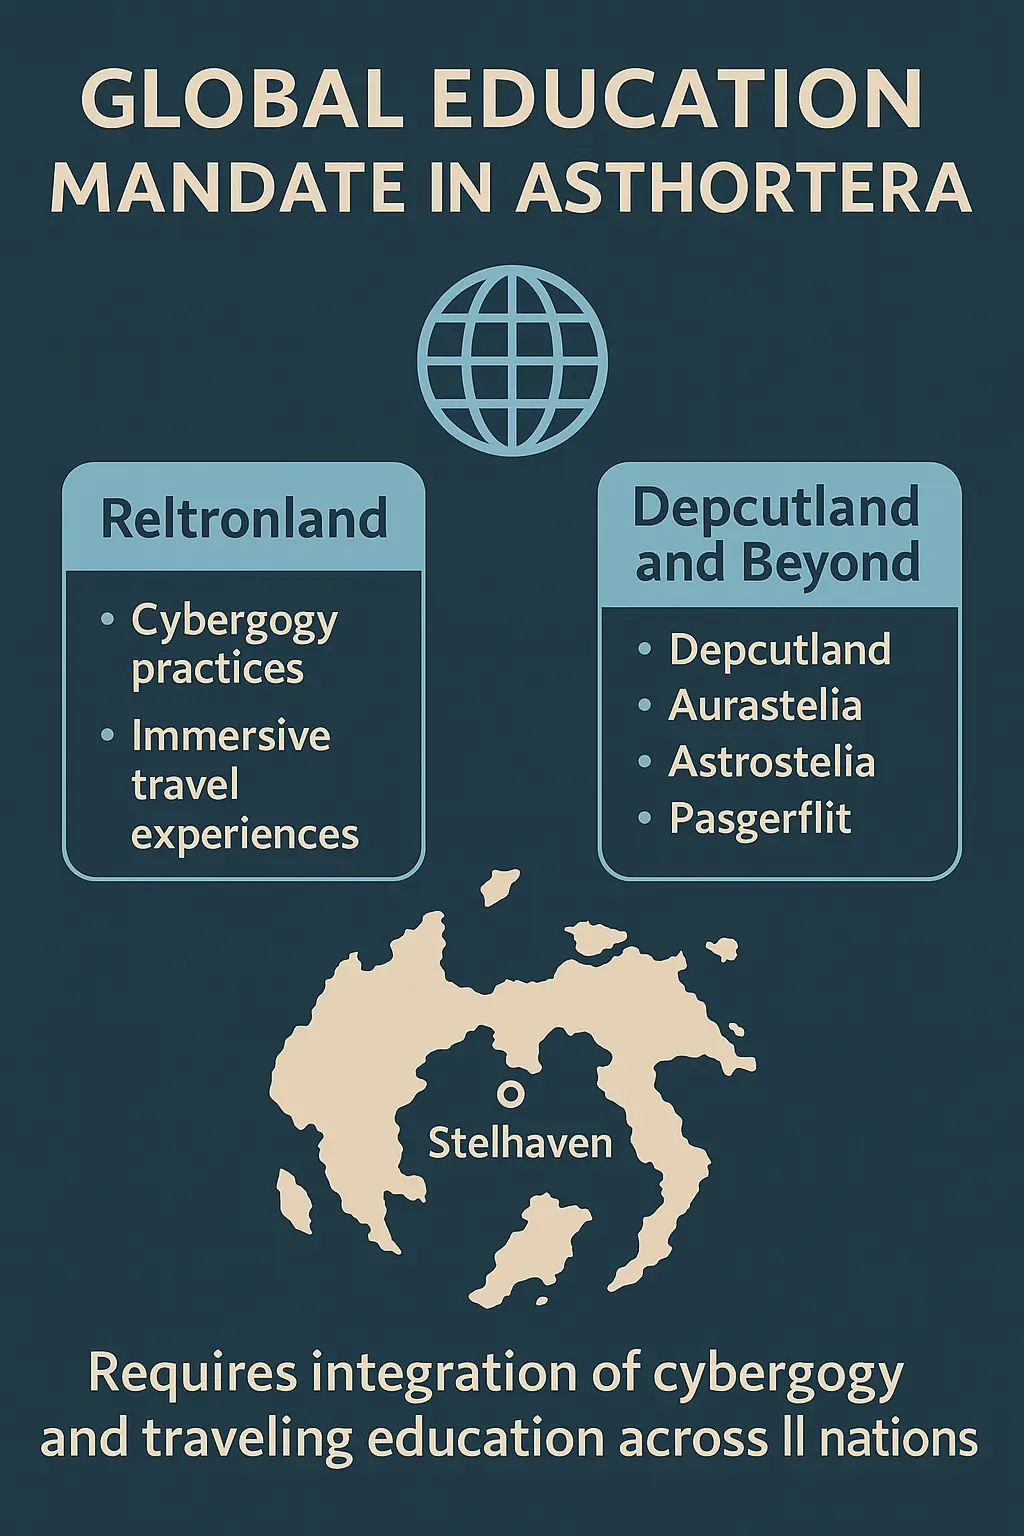 GLOBAL EDUCATION
MANDATE IN ASTHORTERA
Reltronland
• Cybergogy
practices
• Immersive
travel
experiences
Depcutland
and Beyond
• Depcutland
• Aurastelia
• Astrostelia
• Pasgerflit
Stelhaven
Requires integration of cybergogy
and traveling education across ll nations